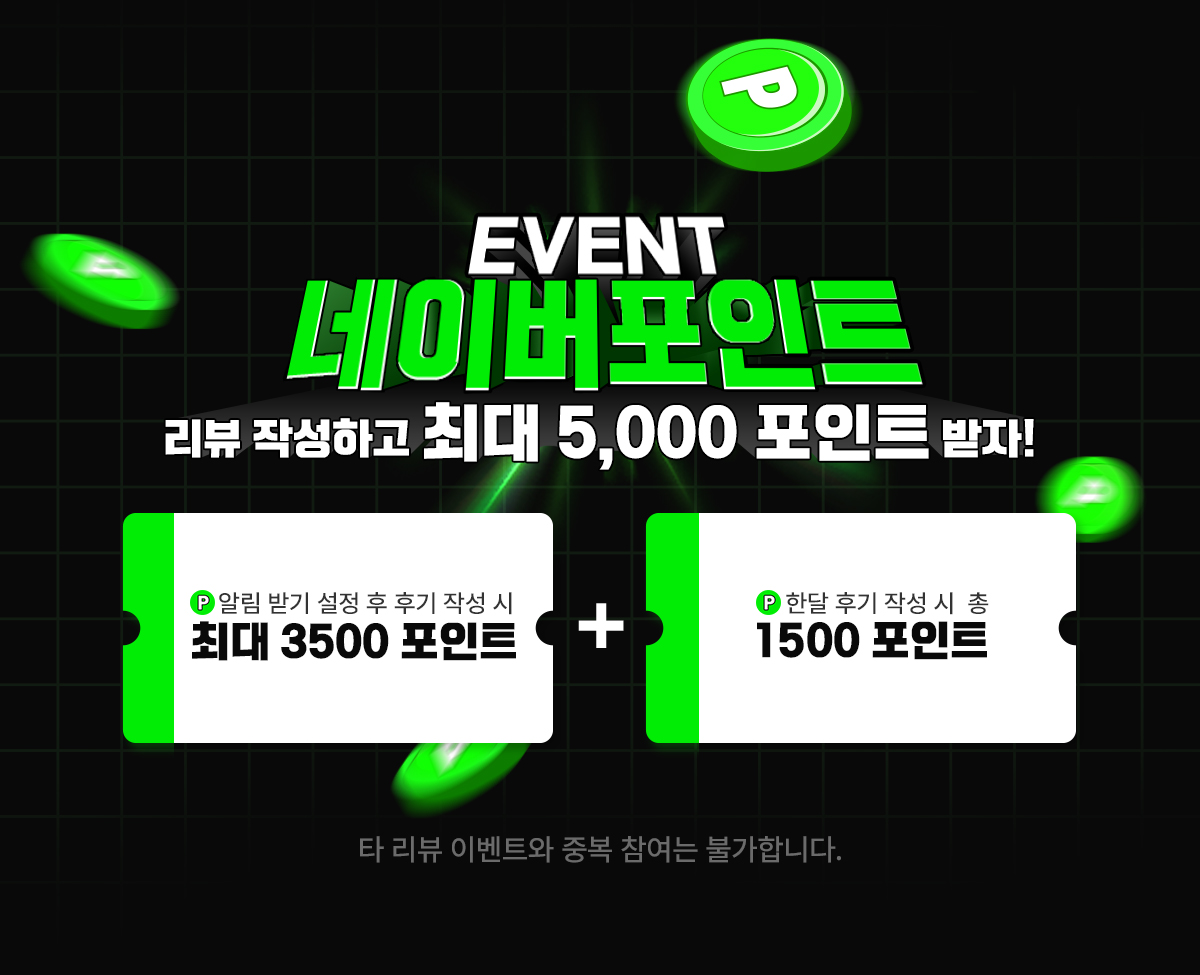 P
EVENT
네이버포인트
리뷰 작성하고 최대 5,000 포인트 받자!
P 알림 받기 설정 후 후기 작성 시
최대 3500 포인트
+
P 한달 후기 작성 시 총
1500 포인트
타 리뷰 이벤트와 중복 참여는 불가합니다.